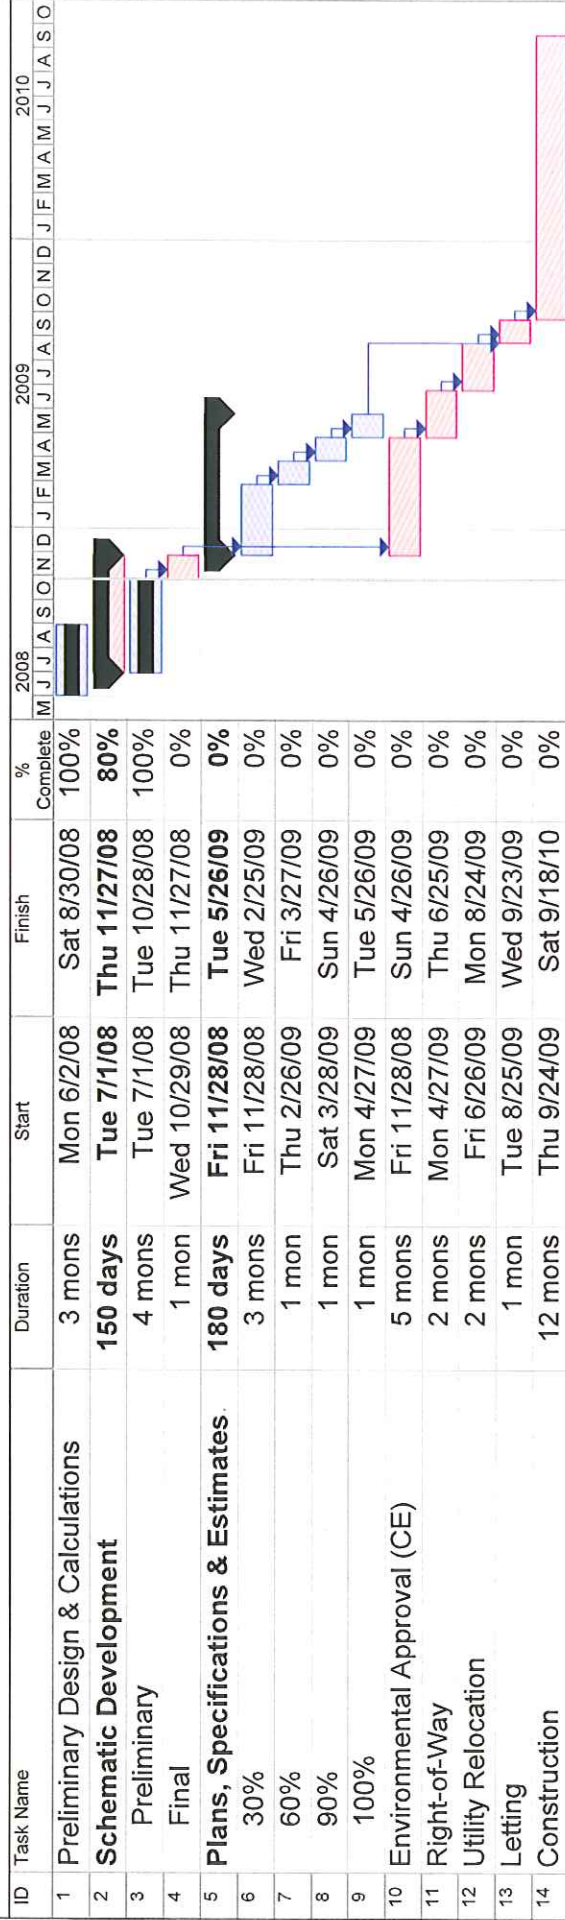 ID Task Name Duration Start Finish % Complete 2008 M J J A S O N D 2009 J F M A M J J A S O N D 2010 J F M A M J J A S O
1 Preliminary Design & Calculations 3 mons Mon 6/2/08 Sat 8/30/08 100%
2 Schematic Development 150 days Tue 7/1/08 Thu 11/27/08 80%
3 Preliminary 4 mons Tue 7/1/08 Tue 10/28/08 100%
4 Final 1 mon Wed 10/29/08 Thu 11/27/08 0%
5 Plans, Specifications & Estimates 180 days Fri 11/28/08 Tue 5/26/09 0%
6 30% 3 mons Fri 11/28/08 Wed 2/25/09 0%
7 60% 1 mon Thu 2/26/09 Fri 3/27/09 0%
8 90% 1 mon Sat 3/28/09 Sun 4/26/09 0%
9 100% 1 mon Mon 4/27/09 Tue 5/26/09 0%
10 Environmental Approval (CE) 5 mons Fri 11/28/08 Sun 4/26/09 0%
11 Right-of-Way 2 mons Mon 4/27/09 Thu 6/25/09 0%
12 Utility Relocation 2 mons Fri 6/26/09 Mon 8/24/09 0%
13 Letting 1 mon Tue 8/25/09 Wed 9/23/09 0%
14 Construction 12 mons Thu 9/24/09 Sat 9/18/10 0%